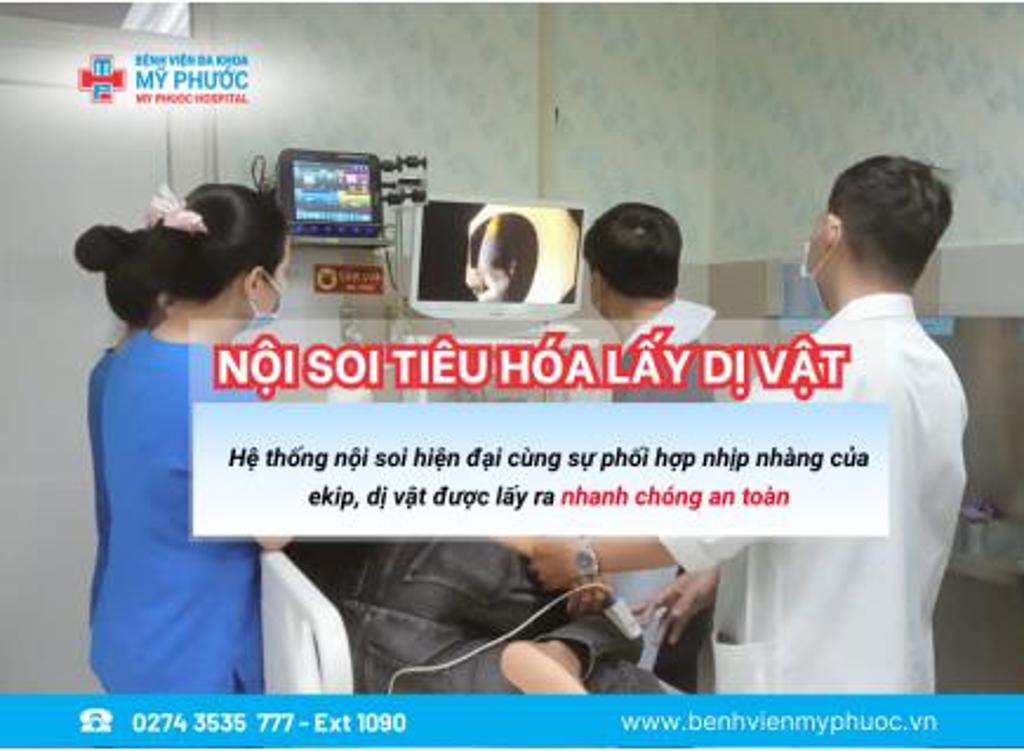 BỆNH VIỆN ĐA KHOA
MỸ PHƯỚC
MY PHUOC HOSPITAL
NỘI SOI TIÊU HÓA LẤY DỊ VẬT
Hệ thống nội soi hiện đại cùng sự phối hợp nhịp nhàng của
ekip, dị vật được lấy ra nhanh chóng an toàn
0274 3535 777 - Ext 1090
www.benhvienmyphuoc.vn